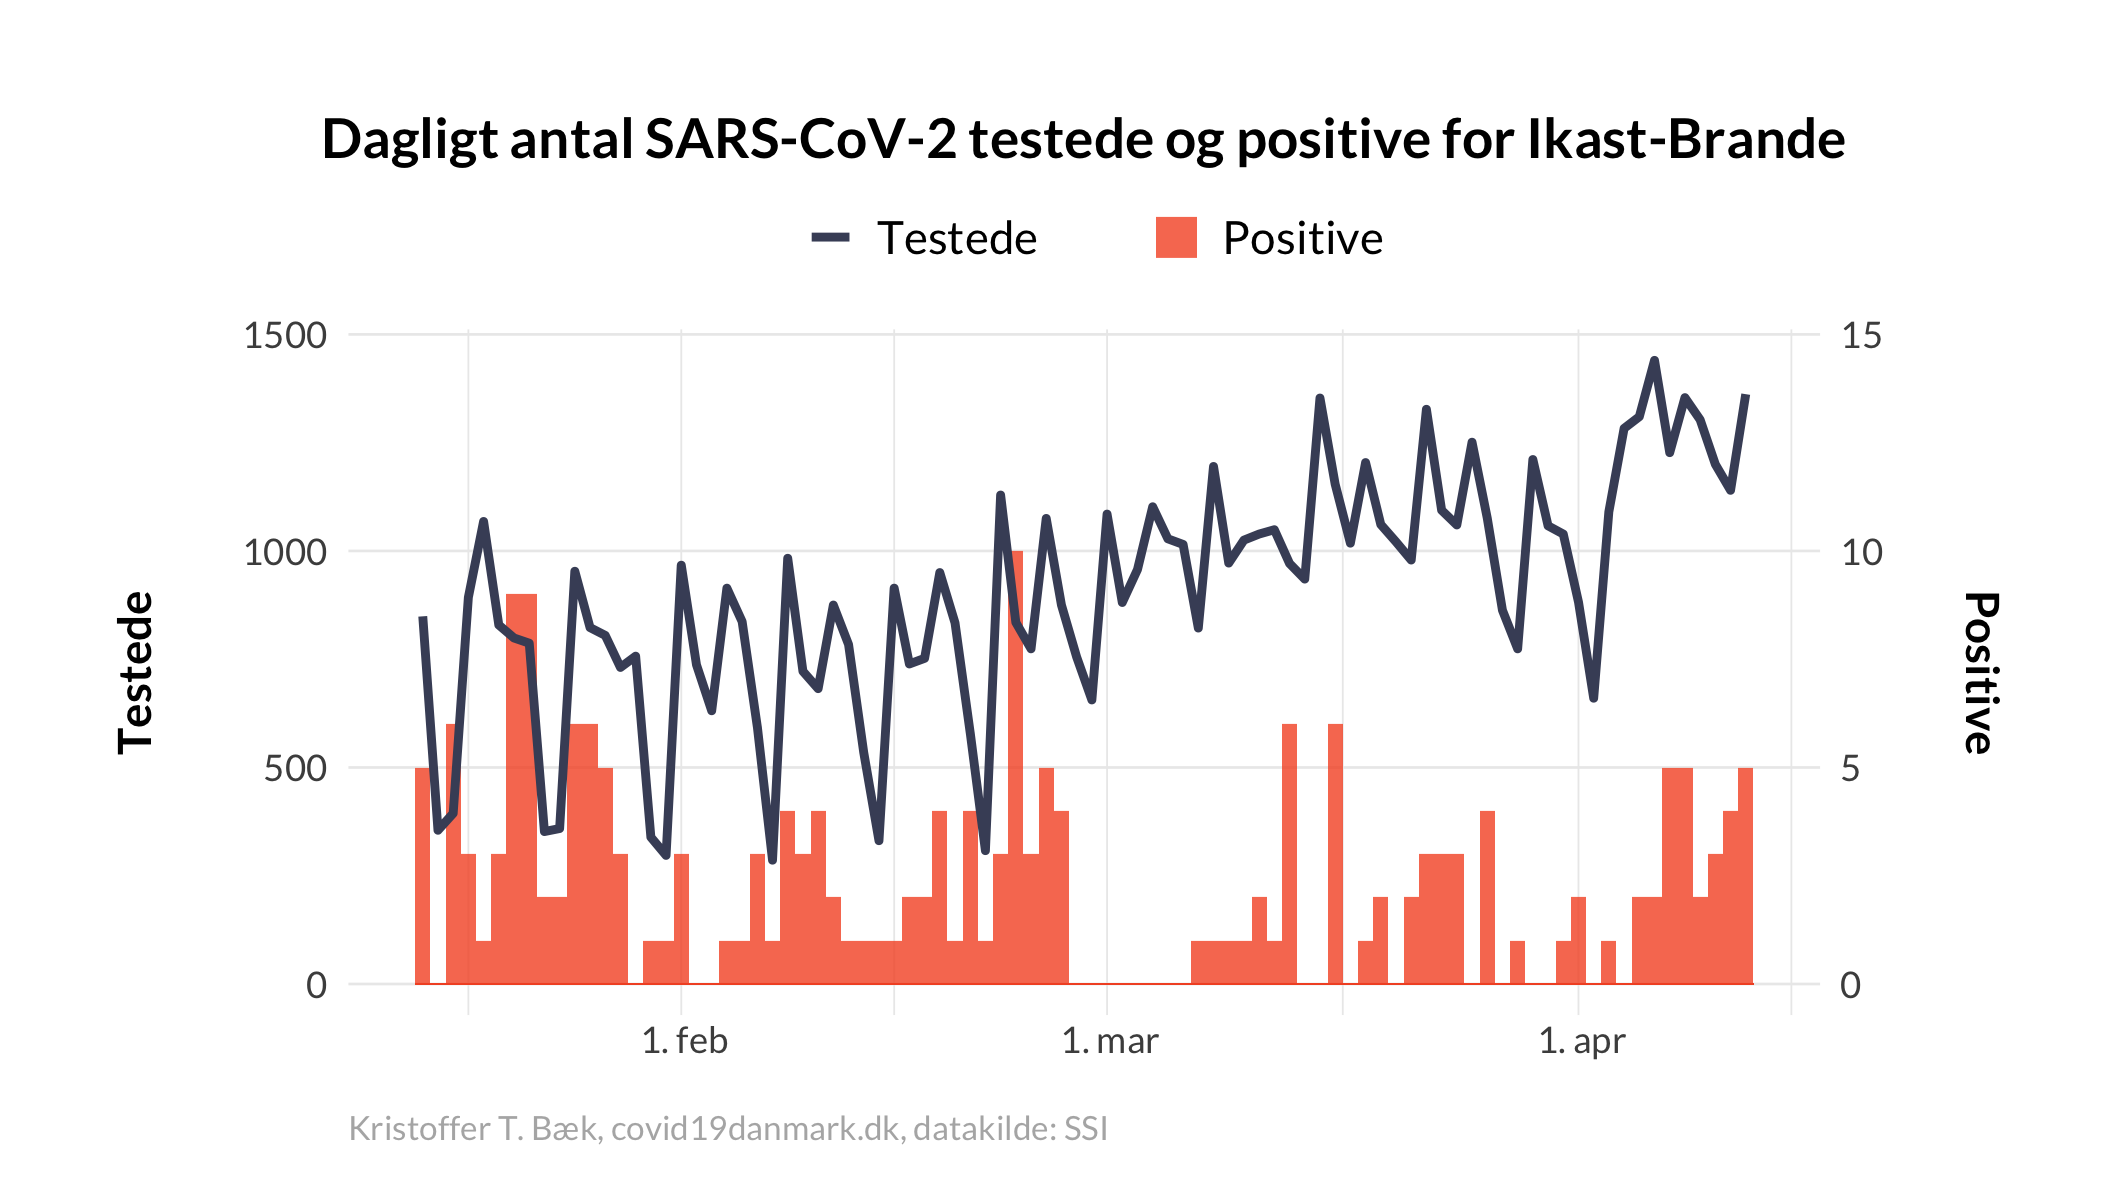 Dagligt antal SARS-CoV-2 testede og positive for Ikast-Brande
Testede
Positive
1500
1000
500
0
15
10
5
0
Testede
Positive
1. feb
1. mar
1. apr
Kristoffer T. Bæk, covid19danmark.dk, datakilde: SSI